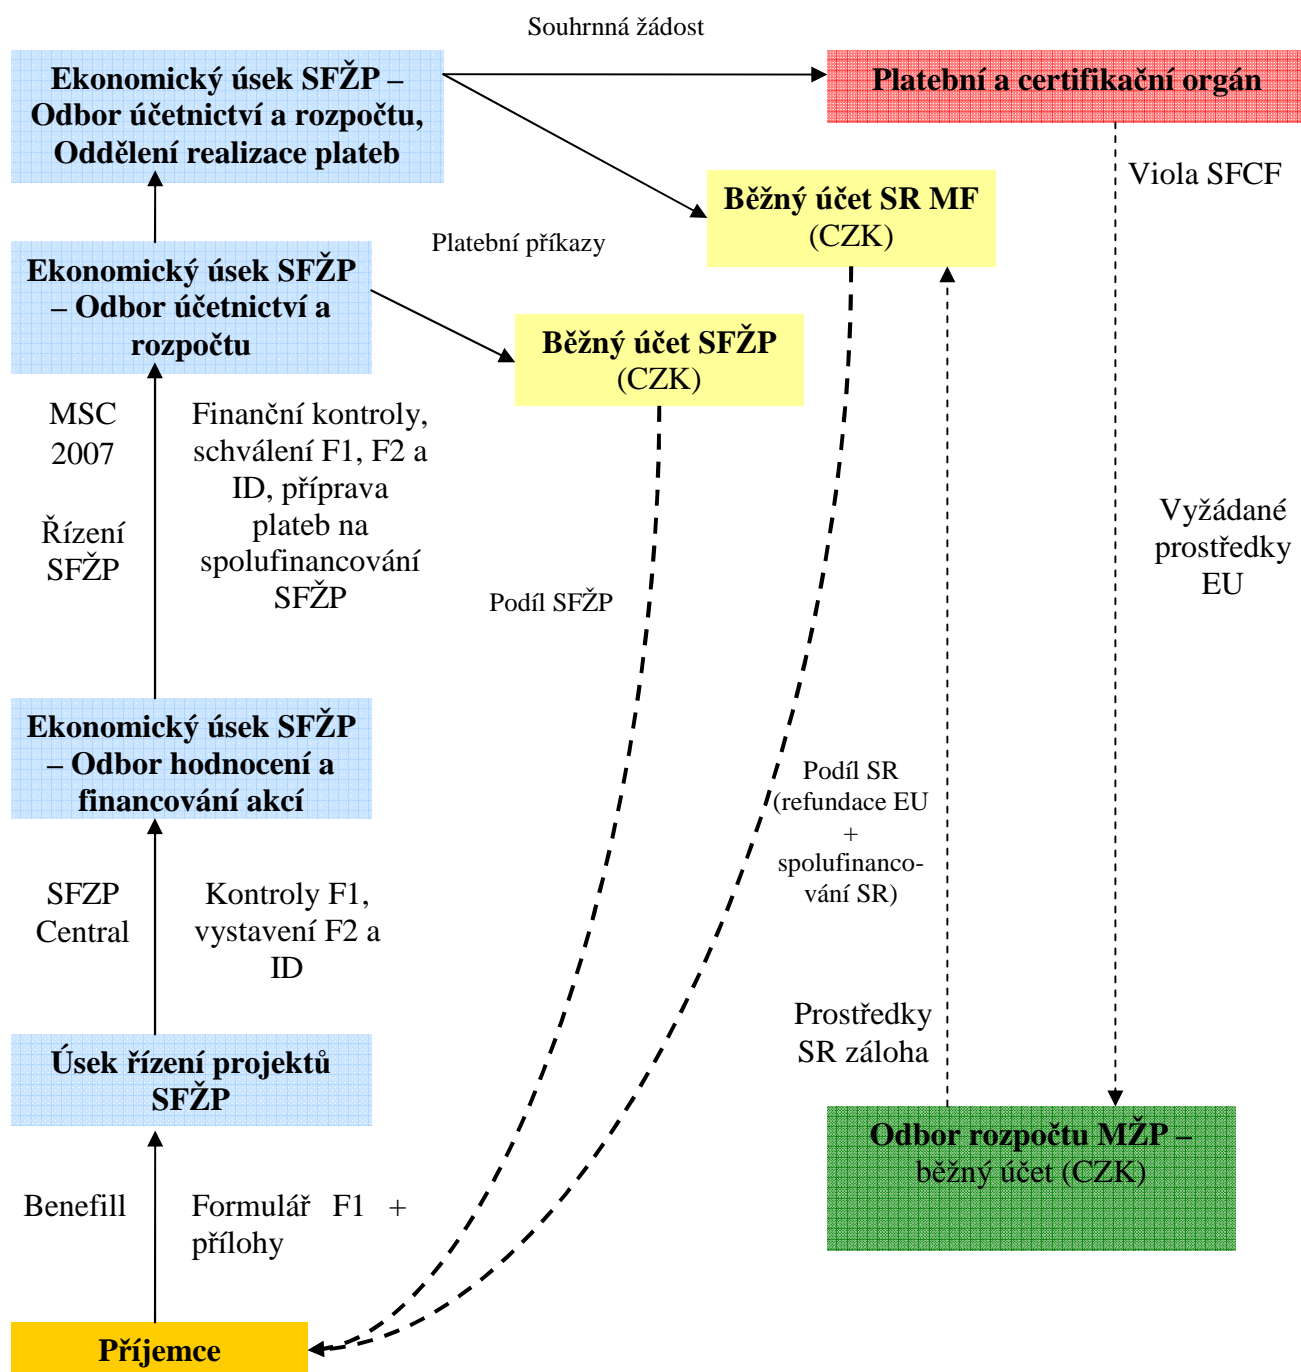 Souhrnná žádost
Ekonomický úsek SFŽP –
Odbor účetnictví a rozpočtu,
Oddělení realizace plateb
Platební a certifikační orgán
Viola SFCF
Běžný účet SR MF
(CZK)
Platební příkazy
Ekonomický úsek SFŽP
– Odbor účetnictví a
rozpočtu
Běžný účet SFŽP
(CZK)
MSC
2007
Řízení
SFŽP
Finanční kontroly,
schválení F1, F2 a
ID, příprava
plateb na
spolufinancování
SFŽP
Vyžádané
prostředky
EU
Podíl SFŽP
Ekonomický úsek SFŽP
– Odbor hodnocení a
financování akcí
Podíl SR
(refundace EU
+
spolufinanco-
vání SR)
SFZP
Central
Kontroly F1,
vystavení F2 a
ID
Prostředky
SR záloha
Úsek řízení projektů
SFŽP
Odbor rozpočtu MŽP –
běžný účet (CZK)
Benefill
Formulář F1 +
přílohy
Příjemce